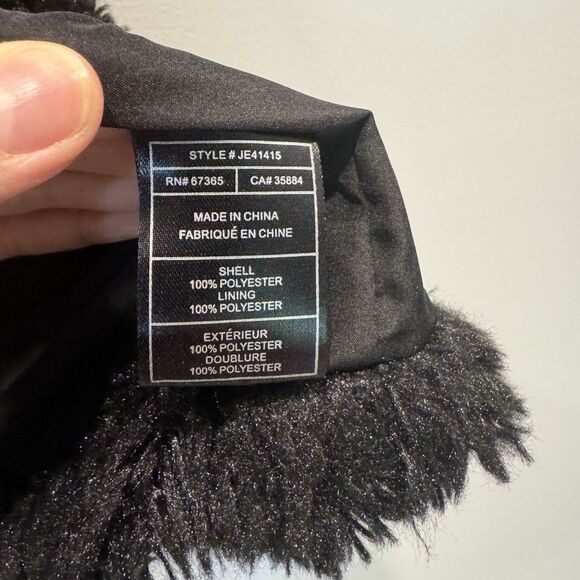 STYLE # JE41415
RN# 67365 CA# 35884
MADE IN CHINA
FABRIQUÉ EN CHINE
SHELL
100% POLYESTER
LINING
100% POLYESTER
EXTÉRIEUR
100% POLYESTER
DOUBLURE
100% POLYESTER